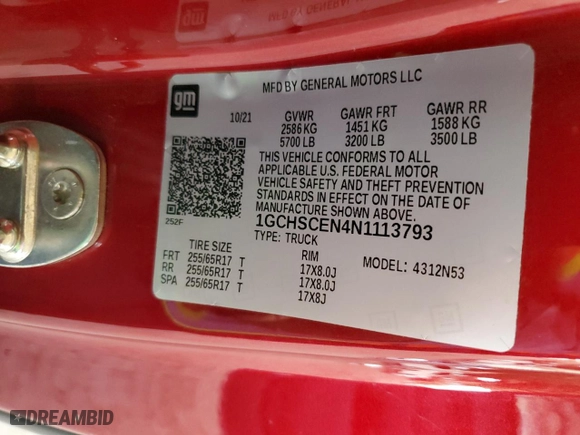 gm
MFD BY GENERAL MOTORS LLC
10/21
GVWR GAWR FRT GAWR RR
2586 KG 1451 KG 1588 KG
5700 LB 3200 LB 3500 LB
THIS VEHICLE CONFORMS TO ALL
APPLICABLE U.S. FEDERAL MOTOR
VEHICLE SAFETY AND THEFT PREVENTION
STANDARDS IN EFFECT ON THE DATE OF
MANUFACTURE SHOWN ABOVE.
252F
1GCHSCEN4N1113793
TYPE: TRUCK
TIRE SIZE RIM
FRT 255/65R17 T 17X8.0J
RR 255/65R17 T 17X8.0J
SPA 255/65R17 T 17X8J
MODEL: 4312N53
DREAMBID